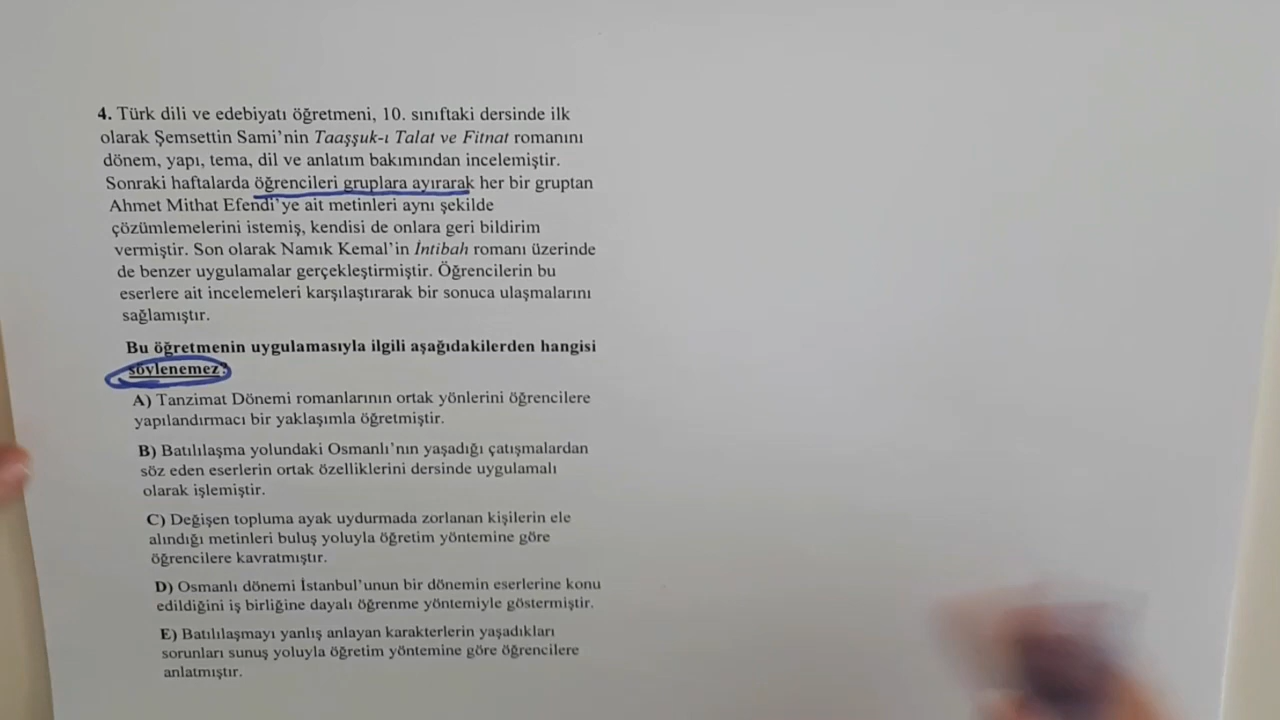 4. Türk dili ve edebiyatı öğretmeni, 10. sınıftaki dersinde ilk
olarak Şemsettin Sami'nin Taaşşuk-ı Talat ve Fitnat romanını
dönem, yapı, tema, dil ve anlatım bakımından incelemiştir.
Sonraki haftalarda öğrencileri gruplara ayırarak her bir gruptan
Ahmet Mithat Efendi'ye ait metinleri aynı şekilde
çözümlemelerini istemiş, kendisi de onlara geri bildirim
vermiştir. Son olarak Namık Kemal'in İntibah romanı üzerinde
de benzer uygulamalar gerçekleştirmiştir. Öğrencilerin bu
eserlere ait incelemeleri karşılaştırarak bir sonuca ulaşmalarını
sağlamıştır.
Bu öğretmenin uygulamasıyla ilgili aşağıdakilerden hangisi
söylenemez?
A) Tanzimat Dönemi romanlarının ortak yönlerini öğrencilere
yapılandırmacı bir yaklaşımla öğretmiştir.
B) Batılılaşma yolundaki Osmanlı'nın yaşadığı çatışmalardan
söz eden eserlerin ortak özelliklerini dersinde uygulamalı
olarak işlemiştir.
C) Değişen topluma ayak uydurmada zorlanan kişilerin ele
alındığı metinleri buluş yoluyla öğretim yöntemine göre
öğrencilere kavratmıştır.
D) Osmanlı dönemi İstanbul'unun bir dönemin eserlerine konu
edildiğini iş birliğine dayalı öğrenme yöntemiyle göstermiştir.
E) Batılılaşmayı yanlış anlayan karakterlerin yaşadıkları
sorunları sunuş yoluyla öğretim yöntemine göre öğrencilere
anlatmıştır.